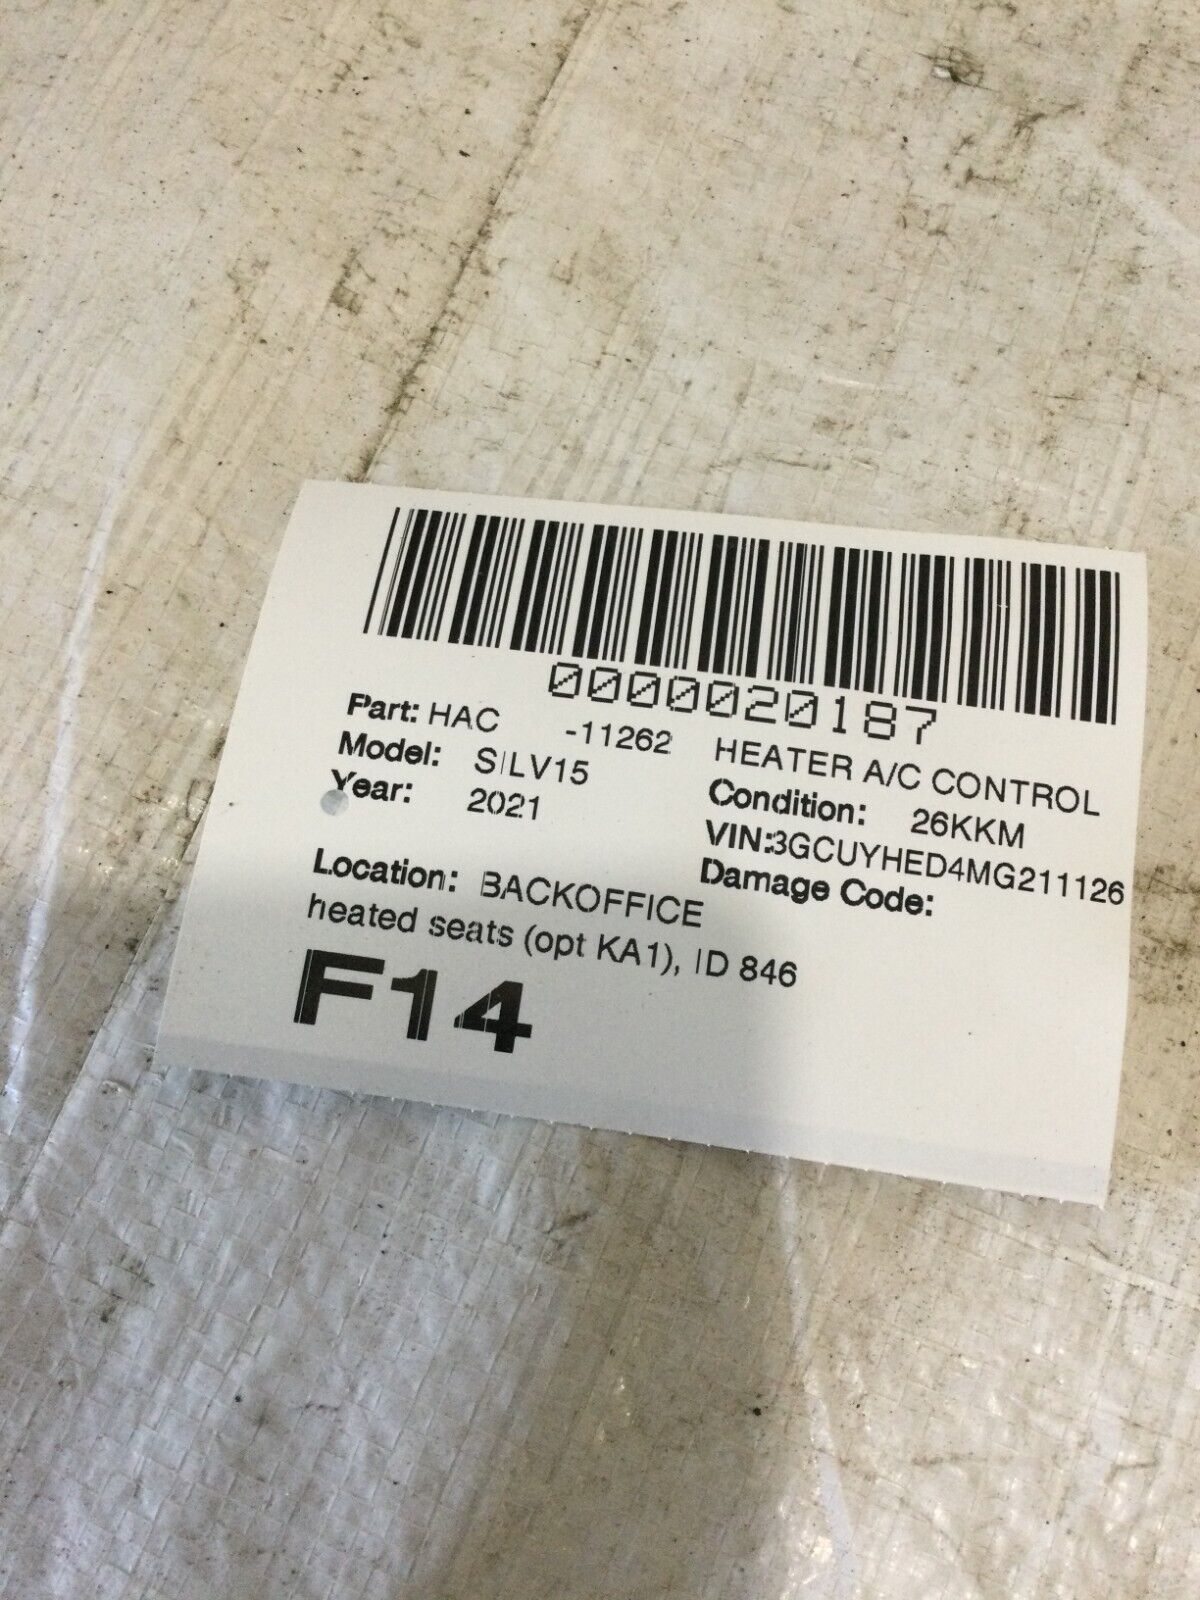 0000020187
Part: HAC -11262 HEATER A/C CONTROL
Model: SILV15 Condition: 26KKM
Year: 2021 VIN:3GCUYHED4MG211126
Damage Code:
Location: BACKOFFICE
heated seats (opt KA1), ID 846
F14